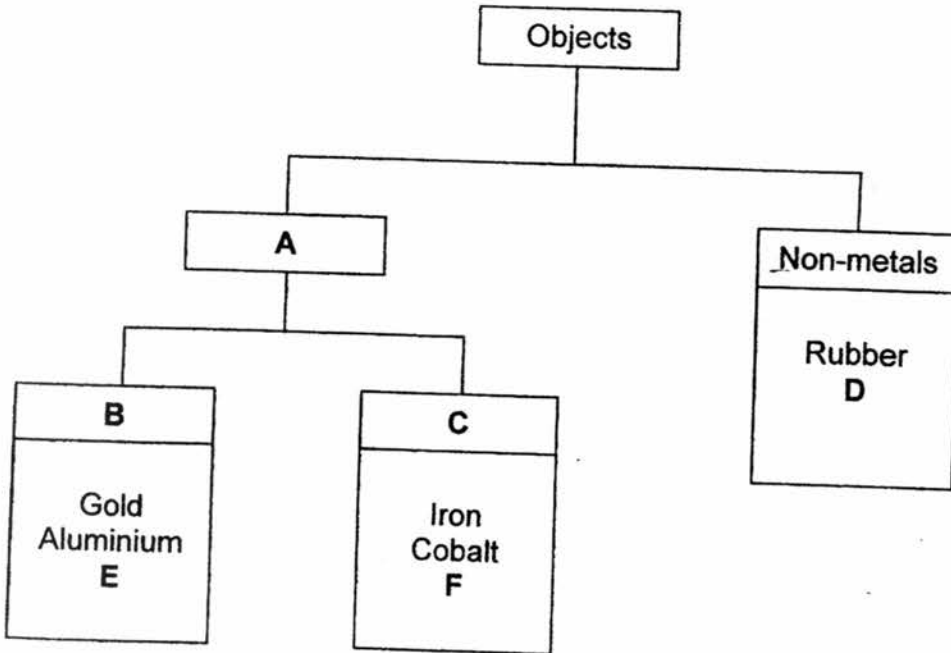 Objects
A
Non-metals
Rubber
D
B
Gold
Aluminium
E
C
Iron
Cobalt
F